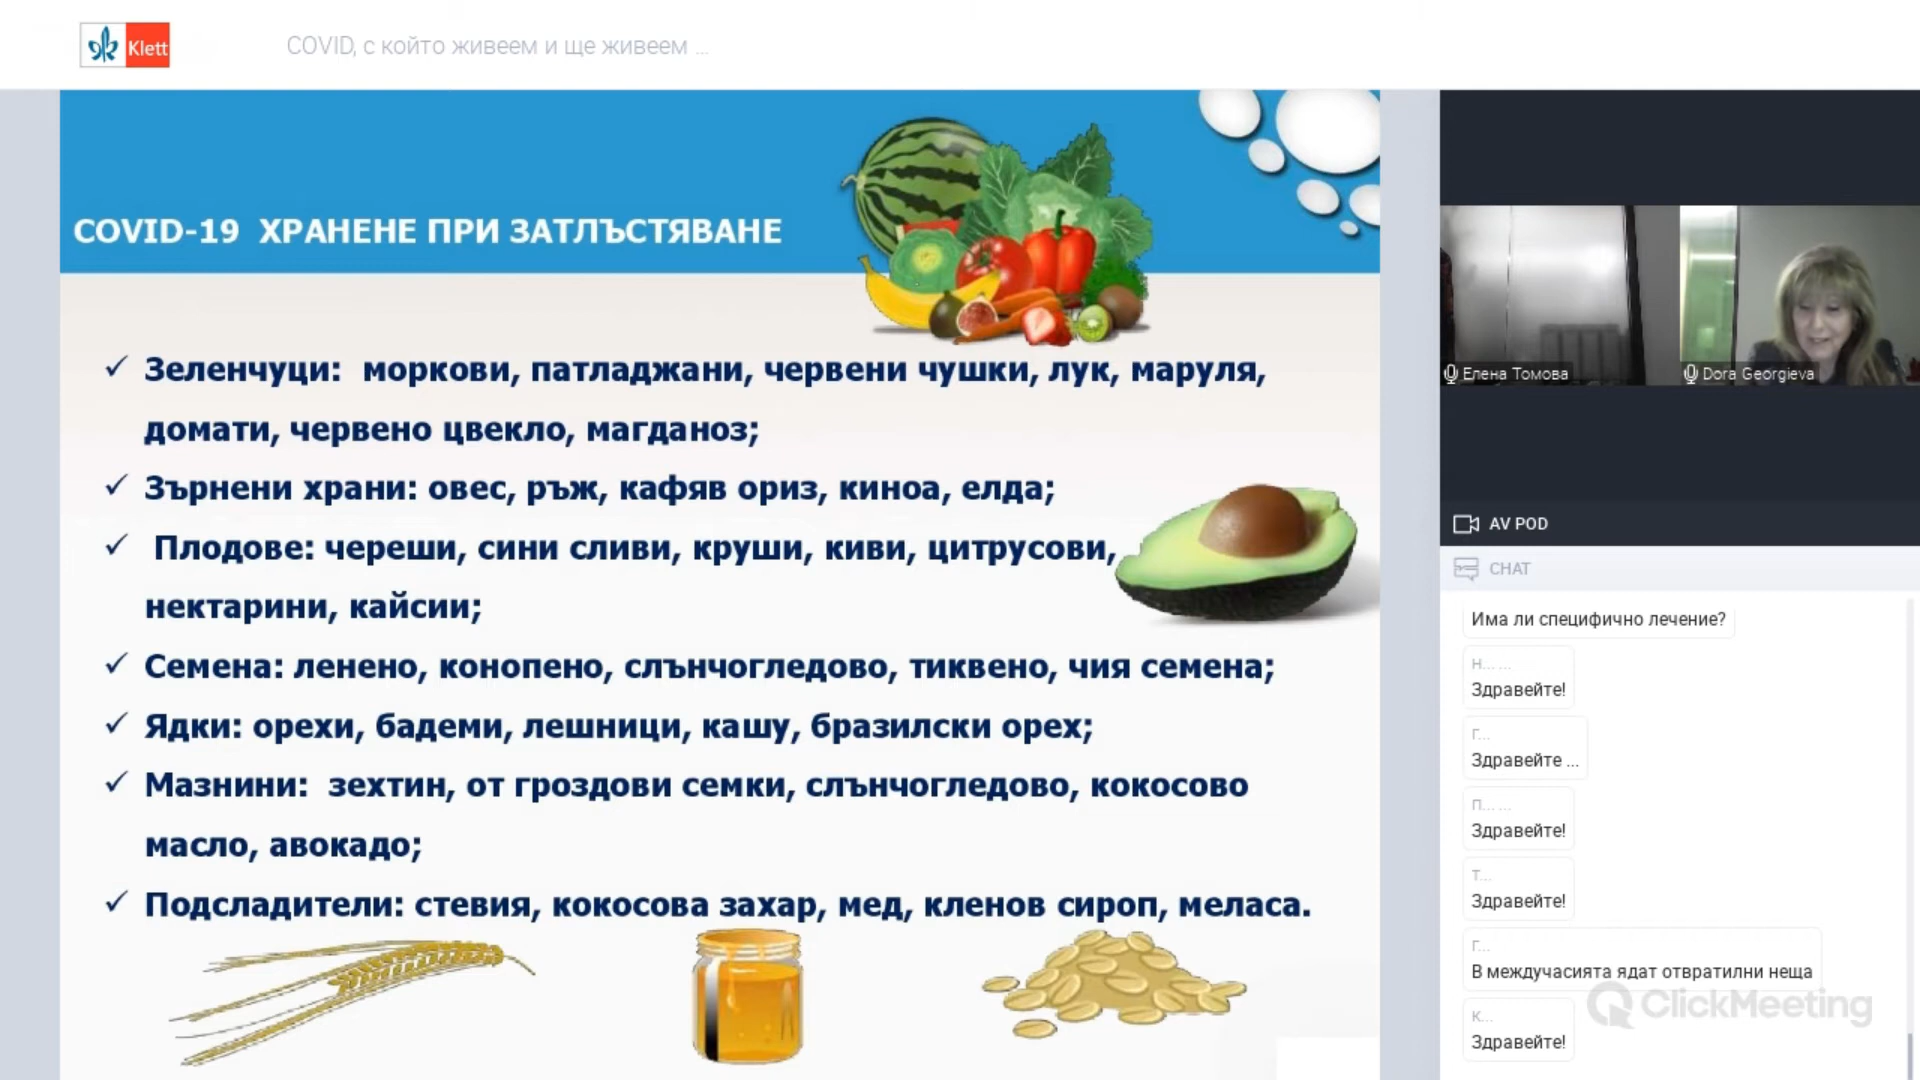 Klett
COVID, с който живеем и ще живеем ...
COVID-19 ХРАНЕНЕ ПРИ ЗАТЛЪСТЯВАНЕ
✓ Зеленчуци: моркови, патладжани, червени чушки, лук, маруля,
домати, червено цвекло, магданоз;
✓ Зърнени храни: овес, ръж, кафяв ориз, киноа, елда;
✓ Плодове: череши, сини сливи, круши, киви, цитрусови,
нектарини, кайсии;
✓ Семена: ленено, конопено, слънчогледово, тиквено, чия семена;
✓ Ядки: орехи, бадеми, лешници, кашу, бразилски орех;
✓ Мазнини: зехтин, от гроздови семки, слънчогледово, кокосово
масло, авокадо;
✓ Подсладители: стевия, кокосова захар, мед, кленов сироп, меласа.
Елена Томова
Dora Georgieva
AV POD
CHAT
Има ли специфично лечение?
Н... ...
Здравейте!
Г...
Здравейте ...
П... ...
Здравейте!
Т...
Здравейте!
Г...
В междучасията ядат отвратилни неща
К...
Здравейте!
ClickMeeting